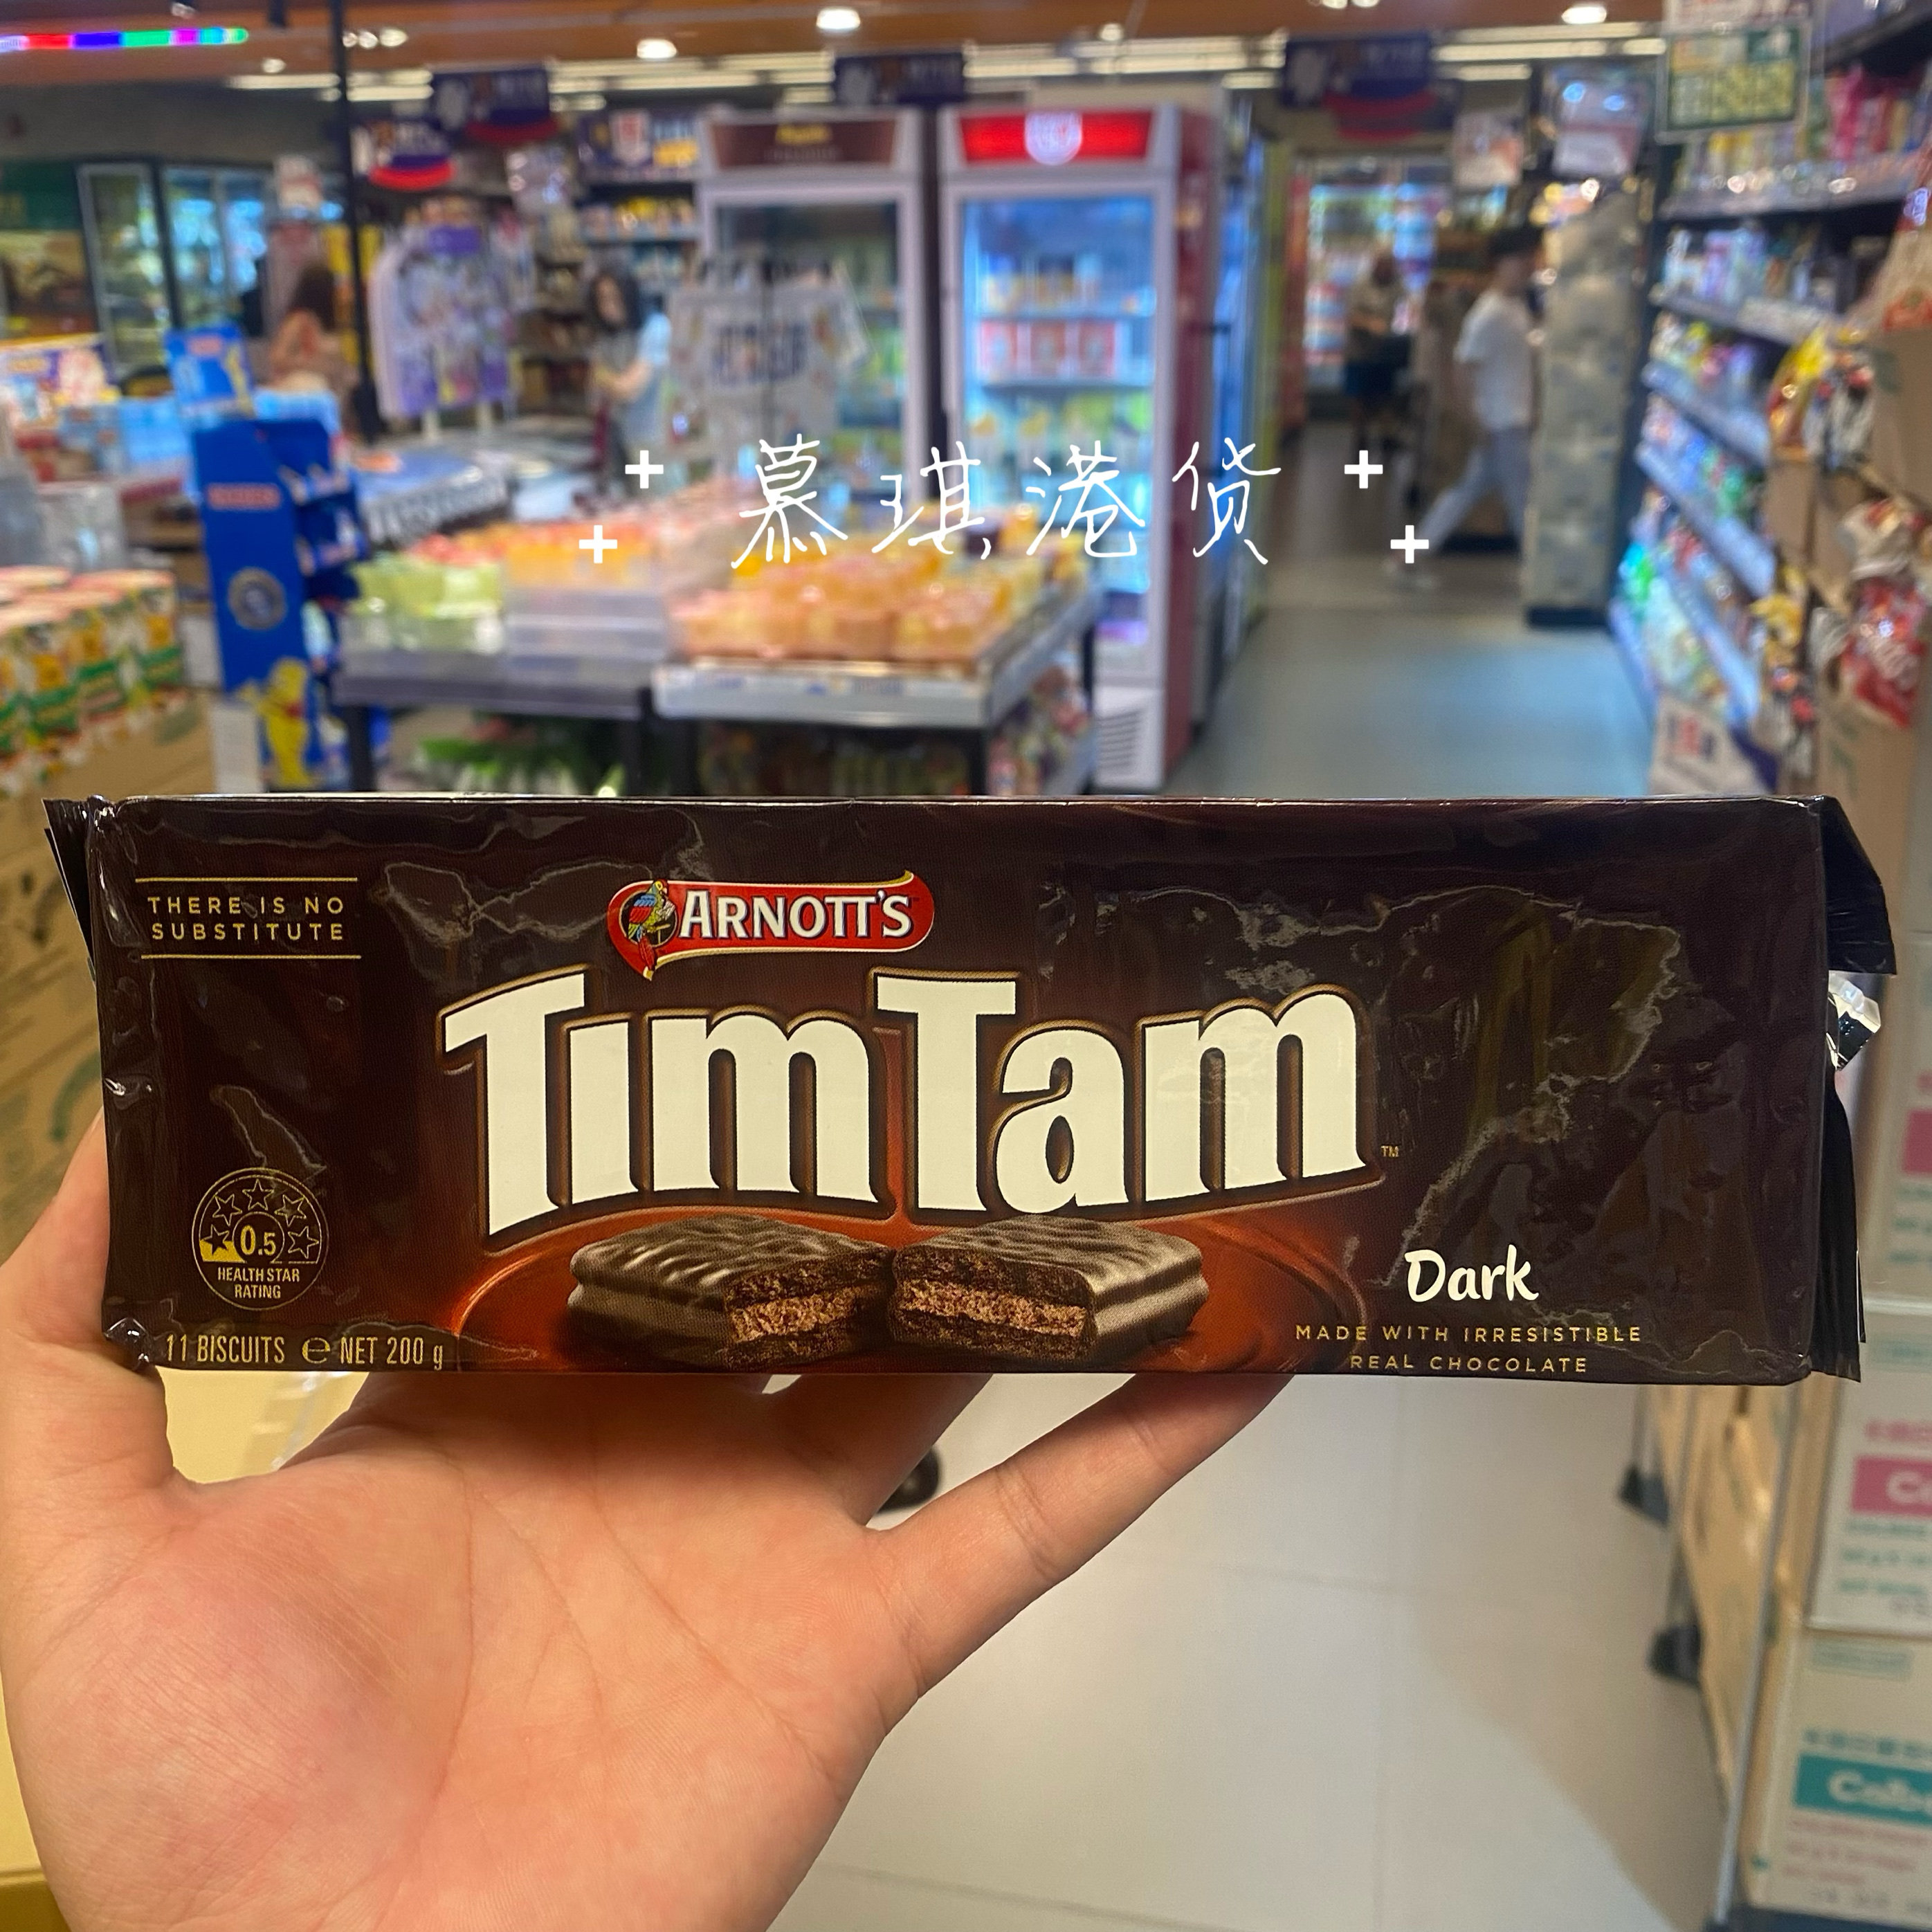 慕琪港货
THERE IS NO
SUBSTITUTE
ARNOTT'S
TimTam™
0.5
HEALTH STAR
RATING
11 BISCUITS ℮ NET 200 g
Dark
MADE WITH IRRESISTIBLE
REAL CHOCOLATE